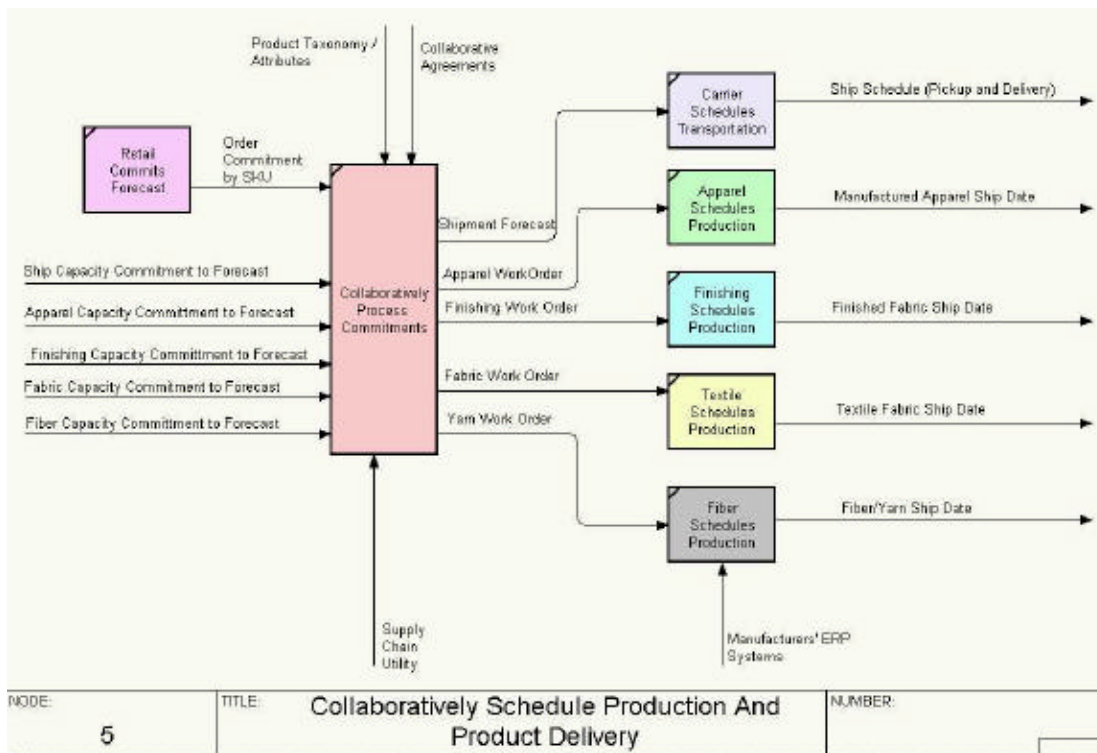 Product Taxonomy /
Attributes
Collaborative
Agreements
Retail
Commits
Forecast
Order
Commitment
by SKU
Carrier
Schedules
Transportation
Ship Schedule (Pickup and Delivery)
Apparel
Schedules
Production
Manufactured Apparel Ship Date
Shipment Forecast
Ship Capacity Commitment to Forecast
Apparel Capacity Committment to Forecast
Finishing Capacity Committment to Forecast
Fabric Capacity Commitment to Forecast
Fiber Capacity Committment to Forecast
Collaboratively
Process
Commitments
Apparel WorkOrder
Finishing Work Order
Fabric Work Order
Yarn Work Order
Finishing
Schedules
Production
Finished Fabric Ship Date
Textile
Schedules
Production
Textile Fabric Ship Date
Fiber
Schedules
Production
Fiber/Yarn Ship Date
Supply
Chain
Utility
Manufacturers' ERP
Systems
NODE:
5
TITLE:
Collaboratively Schedule Production And
Product Delivery
NUMBER: